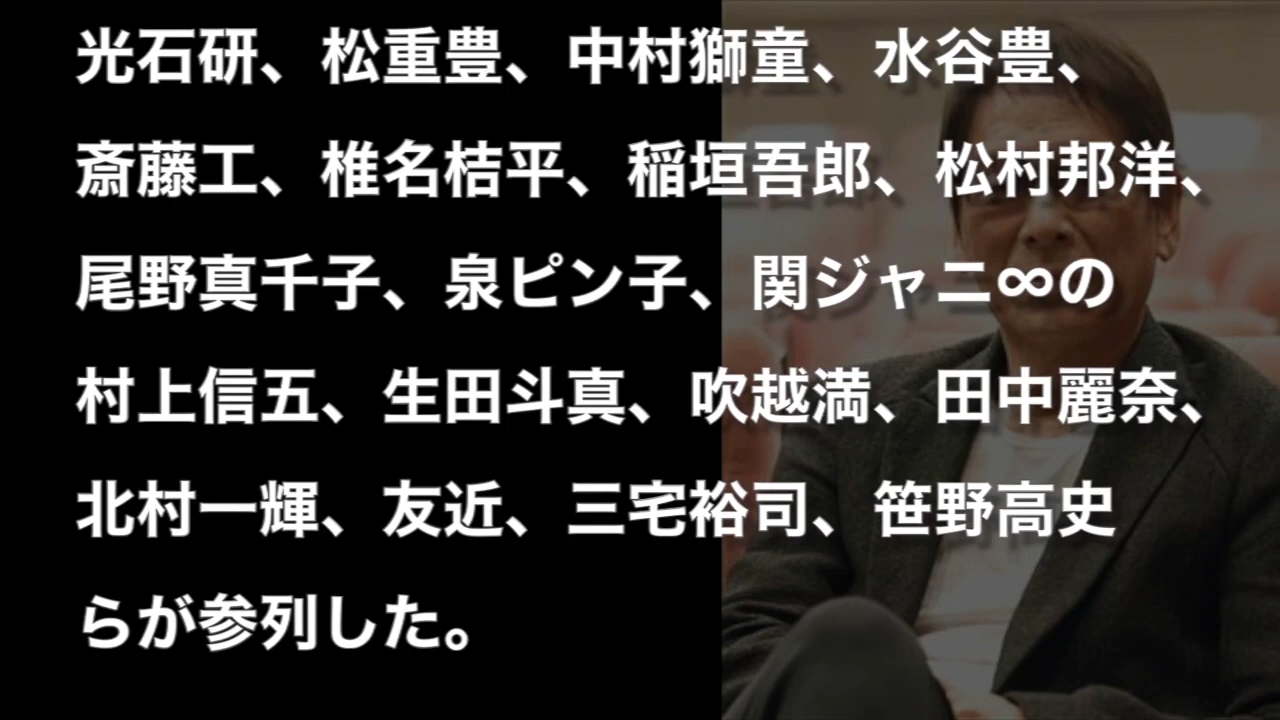 光石研、松重豊、中村獅童、水谷豊、
斎藤工、椎名桔平、稲垣吾郎、松村邦洋、
尾野真千子、泉ピン子、関ジャニ∞の
村上信五、生田斗真、吹越満、田中麗奈、
北村一輝、友近、三宅裕司、笹野高史
らが参列した。